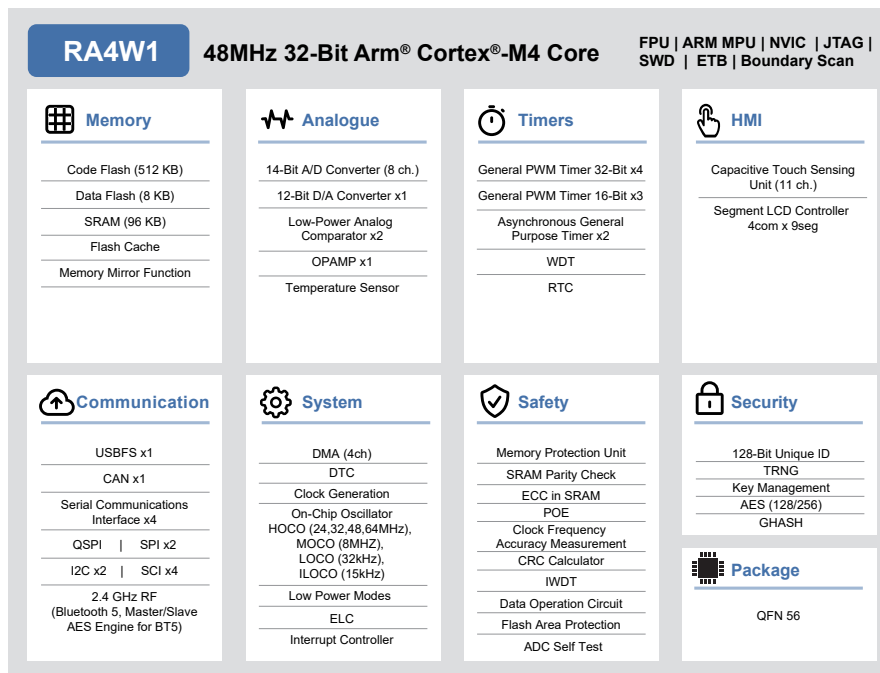 RA4W1
48MHz 32-Bit Arm® Cortex®-M4 Core
FPU | ARM MPU | NVIC | JTAG |
SWD | ETB | Boundary Scan
Memory
Code Flash (512 KB)
Data Flash (8 KB)
SRAM (96 KB)
Flash Cache
Memory Mirror Function
Analogue
14-Bit A/D Converter (8 ch.)
12-Bit D/A Converter x1
Low-Power Analog
Comparator x2
OPAMP x1
Temperature Sensor
Timers
General PWM Timer 32-Bit x4
General PWM Timer 16-Bit x3
Asynchronous General
Purpose Timer x2
WDT
RTC
HMI
Capacitive Touch Sensing
Unit (11 ch.)
Segment LCD Controller
4com x 9seg
Communication
USBFS x1
CAN x1
Serial Communications
Interface x4
QSPI | SPI x2
I2C x2 | SCI x4
2.4 GHz RF
(Bluetooth 5, Master/Slave
AES Engine for BT5)
System
DMA (4ch)
DTC
Clock Generation
On-Chip Oscillator
HOCO (24,32,48,64MHz),
MOCO (8MHZ),
LOCO (32kHz),
ILOCO (15kHz)
Low Power Modes
ELC
Interrupt Controller
Safety
Memory Protection Unit
SRAM Parity Check
ECC in SRAM
POE
Clock Frequency
Accuracy Measurement
CRC Calculator
IWDT
Data Operation Circuit
Flash Area Protection
ADC Self Test
Security
128-Bit Unique ID
TRNG
Key Management
AES (128/256)
GHASH
Package
QFN 56